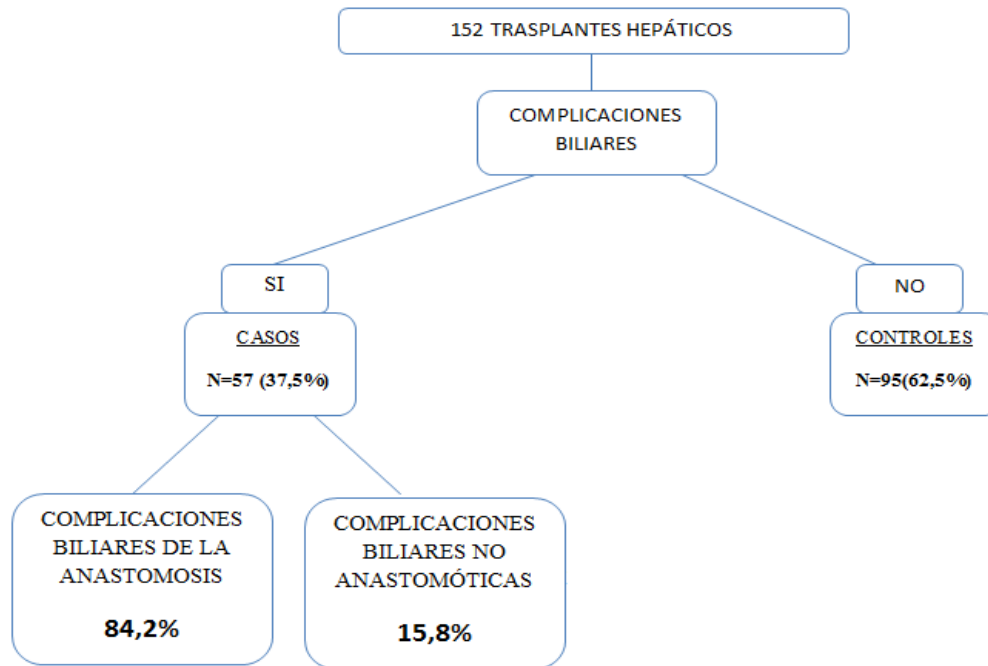 152 TRASPLANTES HEPÁTICOS
COMPLICACIONES
BILIARES
SI
NO
CASOS
N=57 (37,5%)
CONTROLES
N=95(62,5%)
COMPLICACIONES
BILIARES DE LA
ANASTOMOSIS
84,2%
COMPLICACIONES
BILIARES NO
ANASTOMÓTICAS
15,8%